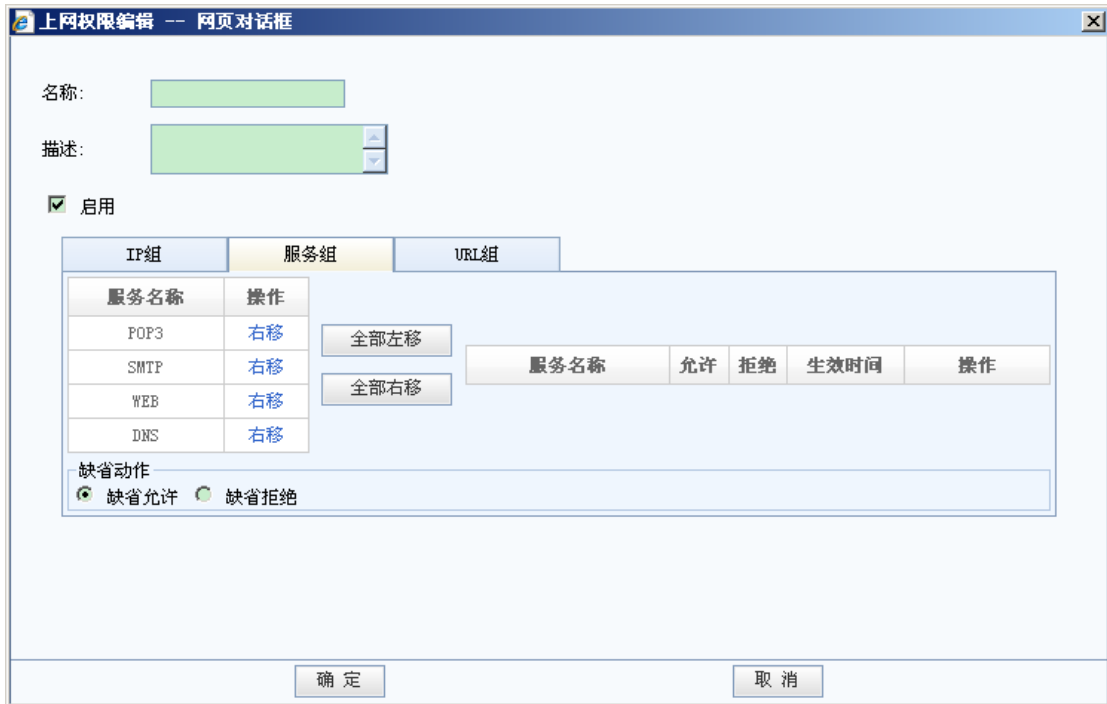 上网权限编辑 -- 网页对话框
名称:
描述:
启用
IP组 服务组 URL组
服务名称 操作
POP3 右移
SMTP 右移
WEB 右移
DNS 右移
全部左移
全部右移
服务名称 允许 拒绝 生效时间 操作
缺省动作
缺省允许 缺省拒绝
确 定 取 消